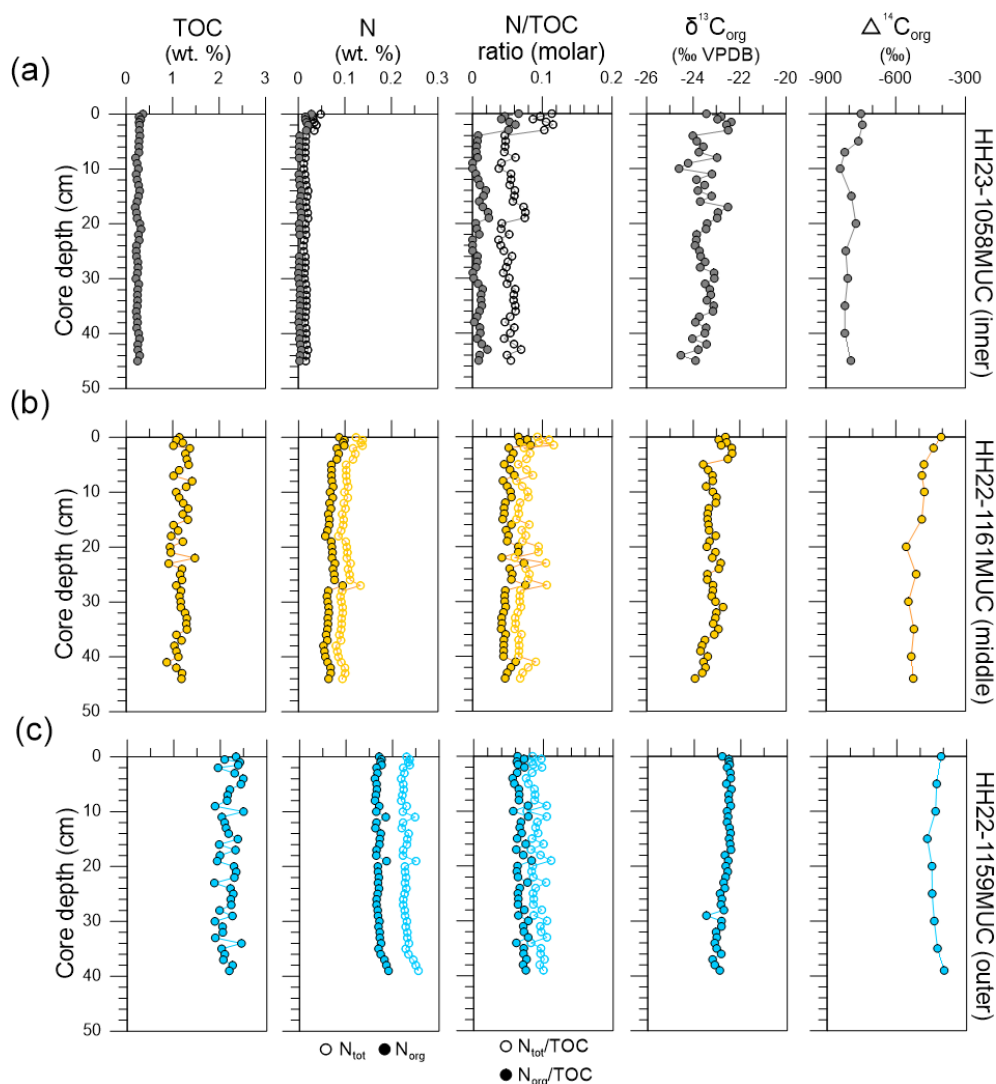 TOC
(wt. %)
N
(wt. %)
N/TOC
ratio (molar)
δ¹³Corg
(‰ VPDB)
△¹⁴Corg
(‰)
(a)
0 1 2 3
0 0.1 0.2 0.3
0 0.1 0.2
-26 -24 -22 -20
-900 -600 -300
0
10
20
30
40
50
Core depth (cm)
HH23-1058MUC (inner)
(b)
0
10
20
30
40
50
Core depth (cm)
HH22-1161MUC (middle)
(c)
0
10
20
30
40
50
Core depth (cm)
HH22-1159MUC (outer)
Ntot Norg
Ntot/TOC
Norg/TOC